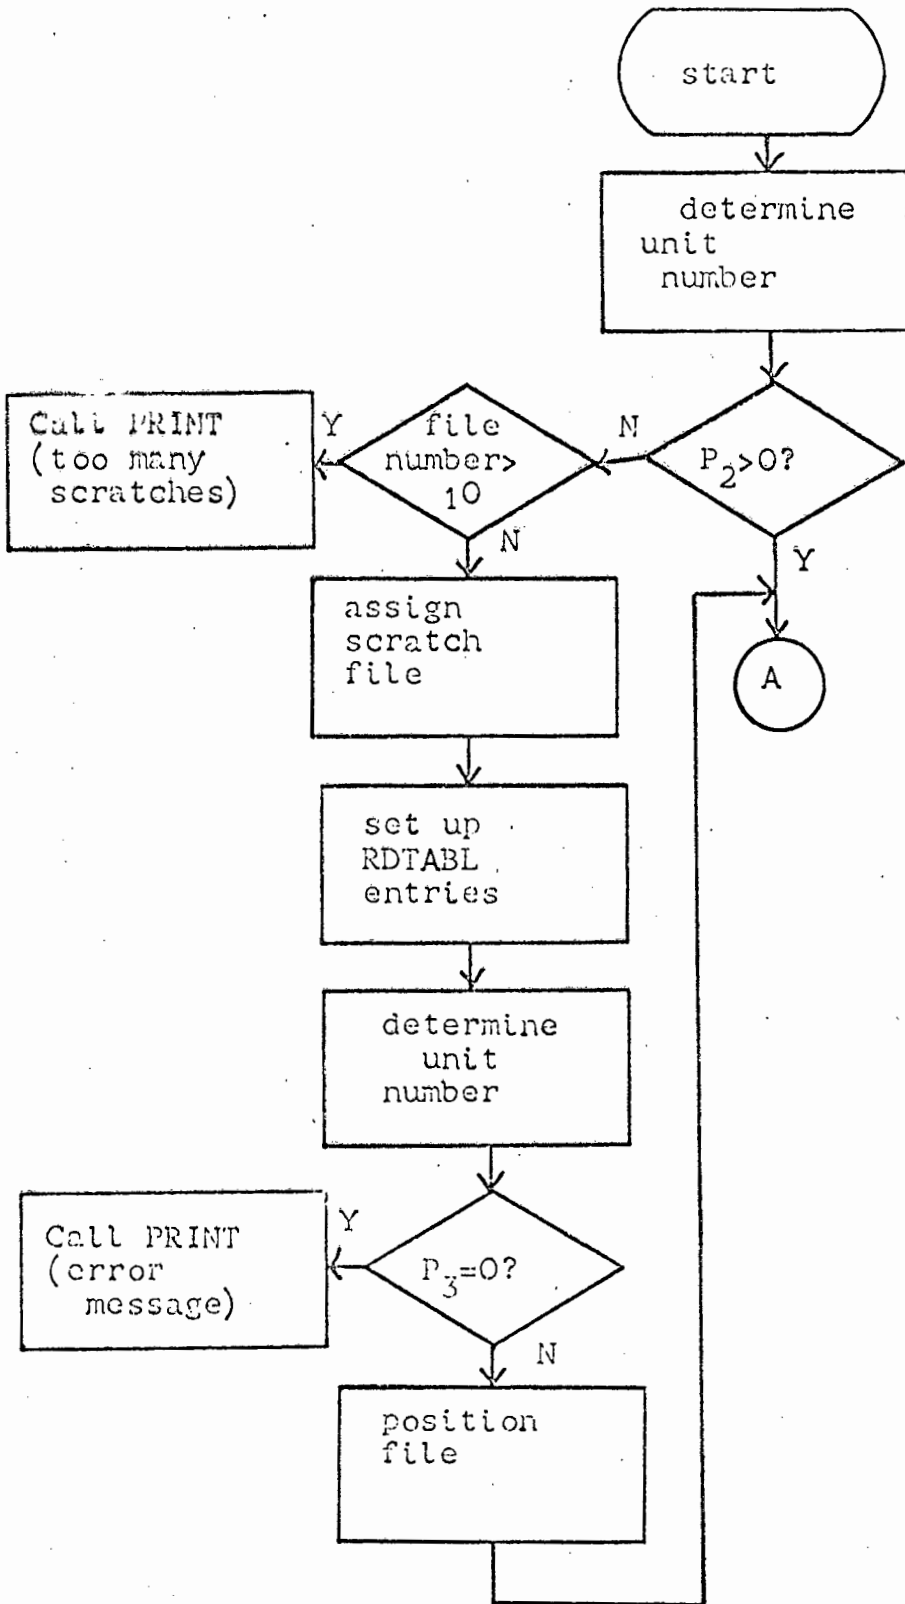 start
determine
unit
number
P2>0?
N
Y
file
number>
10
Y
N
Call PRINT
(too many
scratches)
A
assign
scratch
file
set up
RDTABL
entries
determine
unit
number
P3=0?
Y
N
Call PRINT
(error
message)
position
file